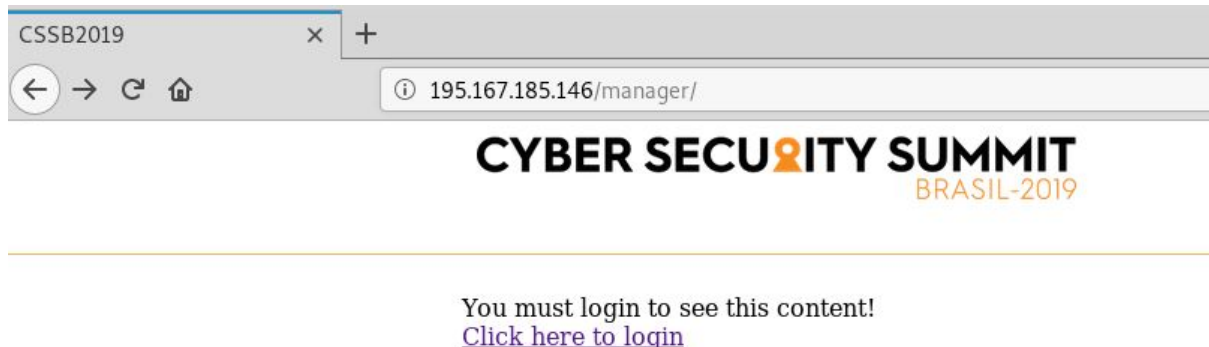 CSSB2019
195.167.185.146/manager/
CYBER SECURITY SUMMIT
BRASIL-2019
You must login to see this content!
Click here to login